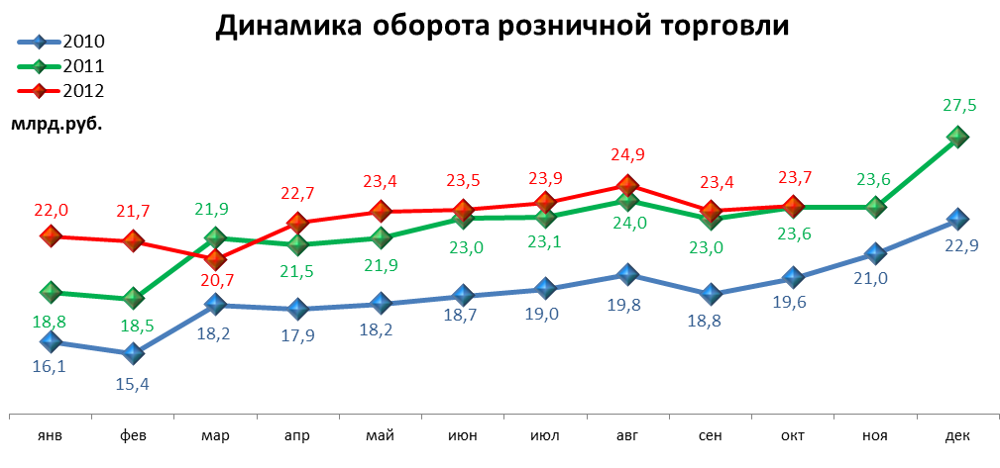 Динамика оборота розничной торговли
2010
2011
2012
млрд.руб.
27,5
24,9
22,0 21,7 21,9 22,7 23,4 23,5 23,9 23,4 23,7 23,6
20,7 21,5 21,9 23,0 23,1 24,0 23,0 23,6
18,8 18,5 18,2 17,9 18,2 18,7 19,0 19,8 18,8 19,6 21,0 22,9
16,1 15,4
янв фев мар апр май июн июл авг сен окт ноя дек